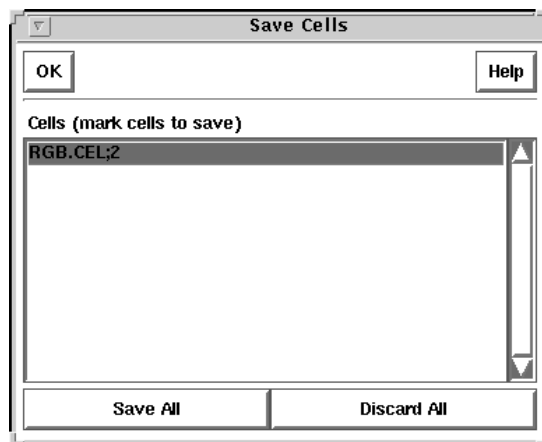 Save Cells
OK
Help
Cells (mark cells to save)
RGB.CEL;2
Save All
Discard All